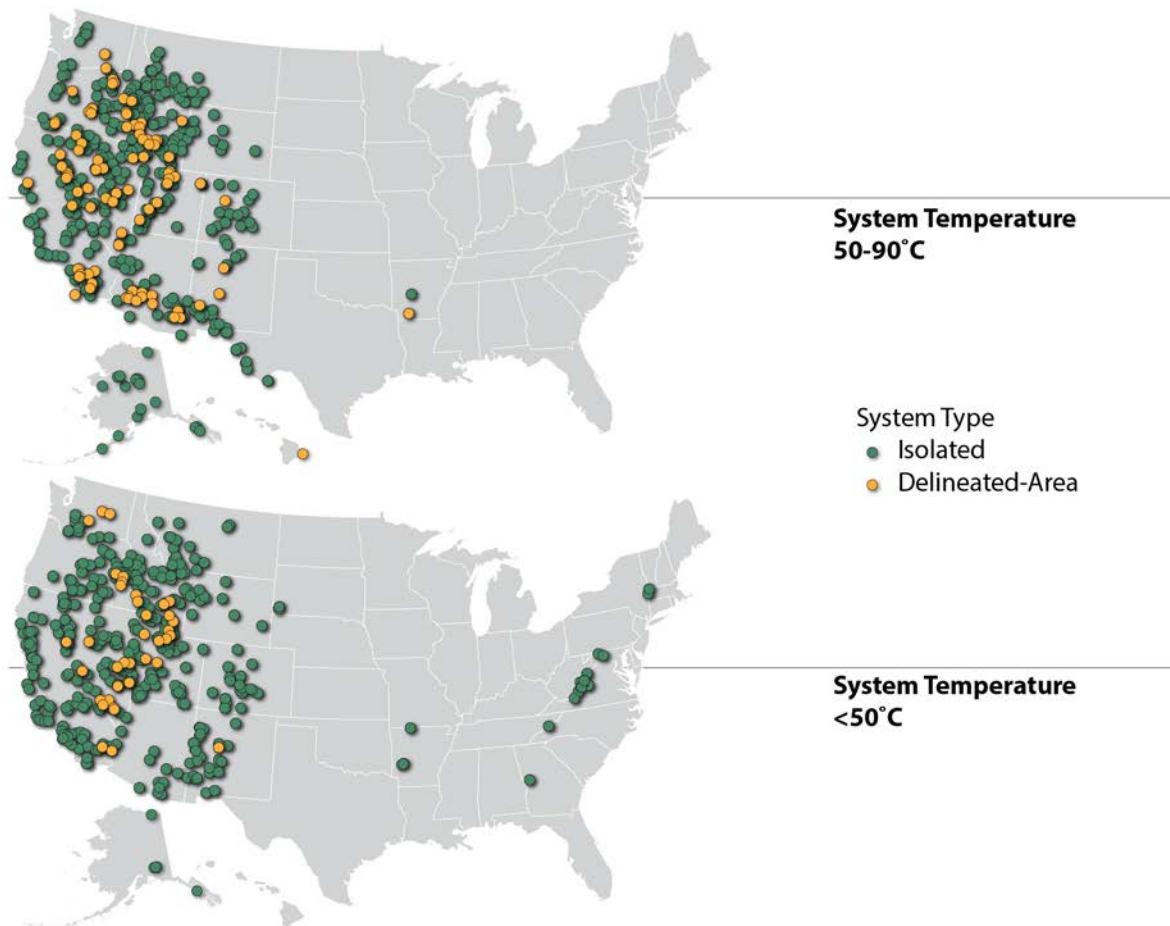 System Temperature
50-90˚C
System Type
Isolated
Delineated-Area
System Temperature
<50˚C